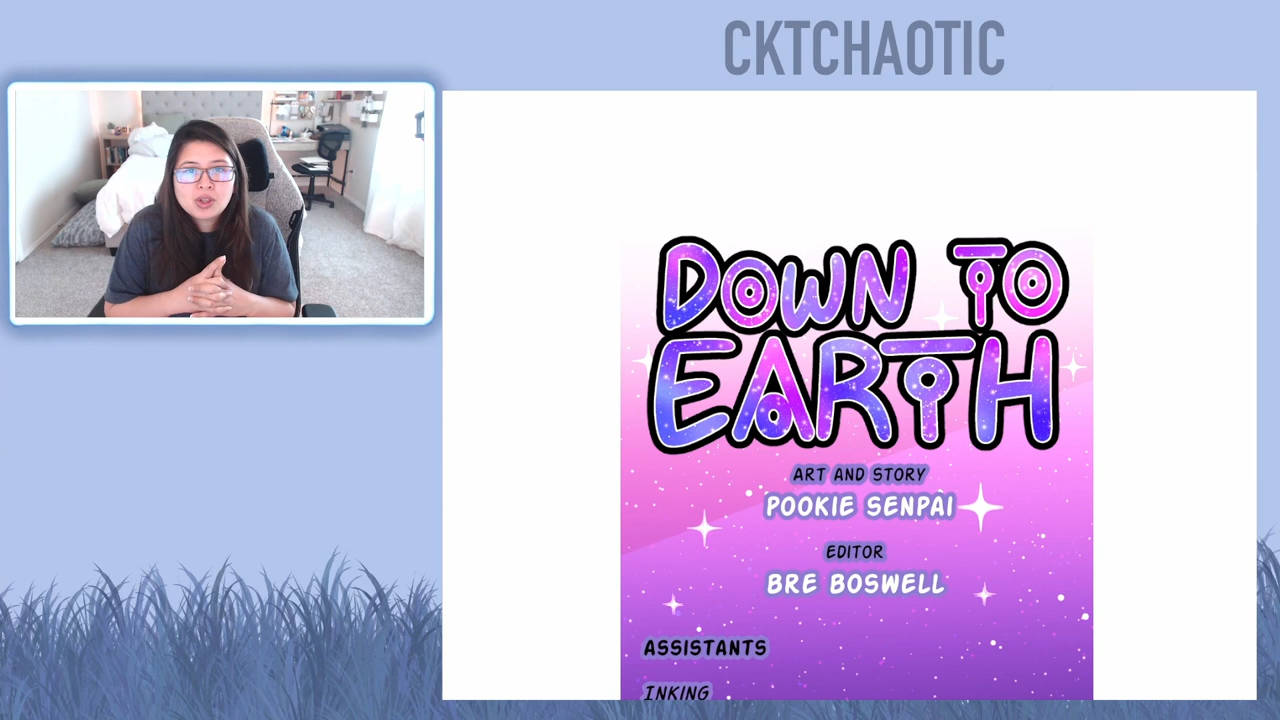 CKTCHAOTIC
DOWN TO
EARTH
ART AND STORY
POOKIE SENPAI
EDITOR
BRE BOSWELL
ASSISTANTS
INKING